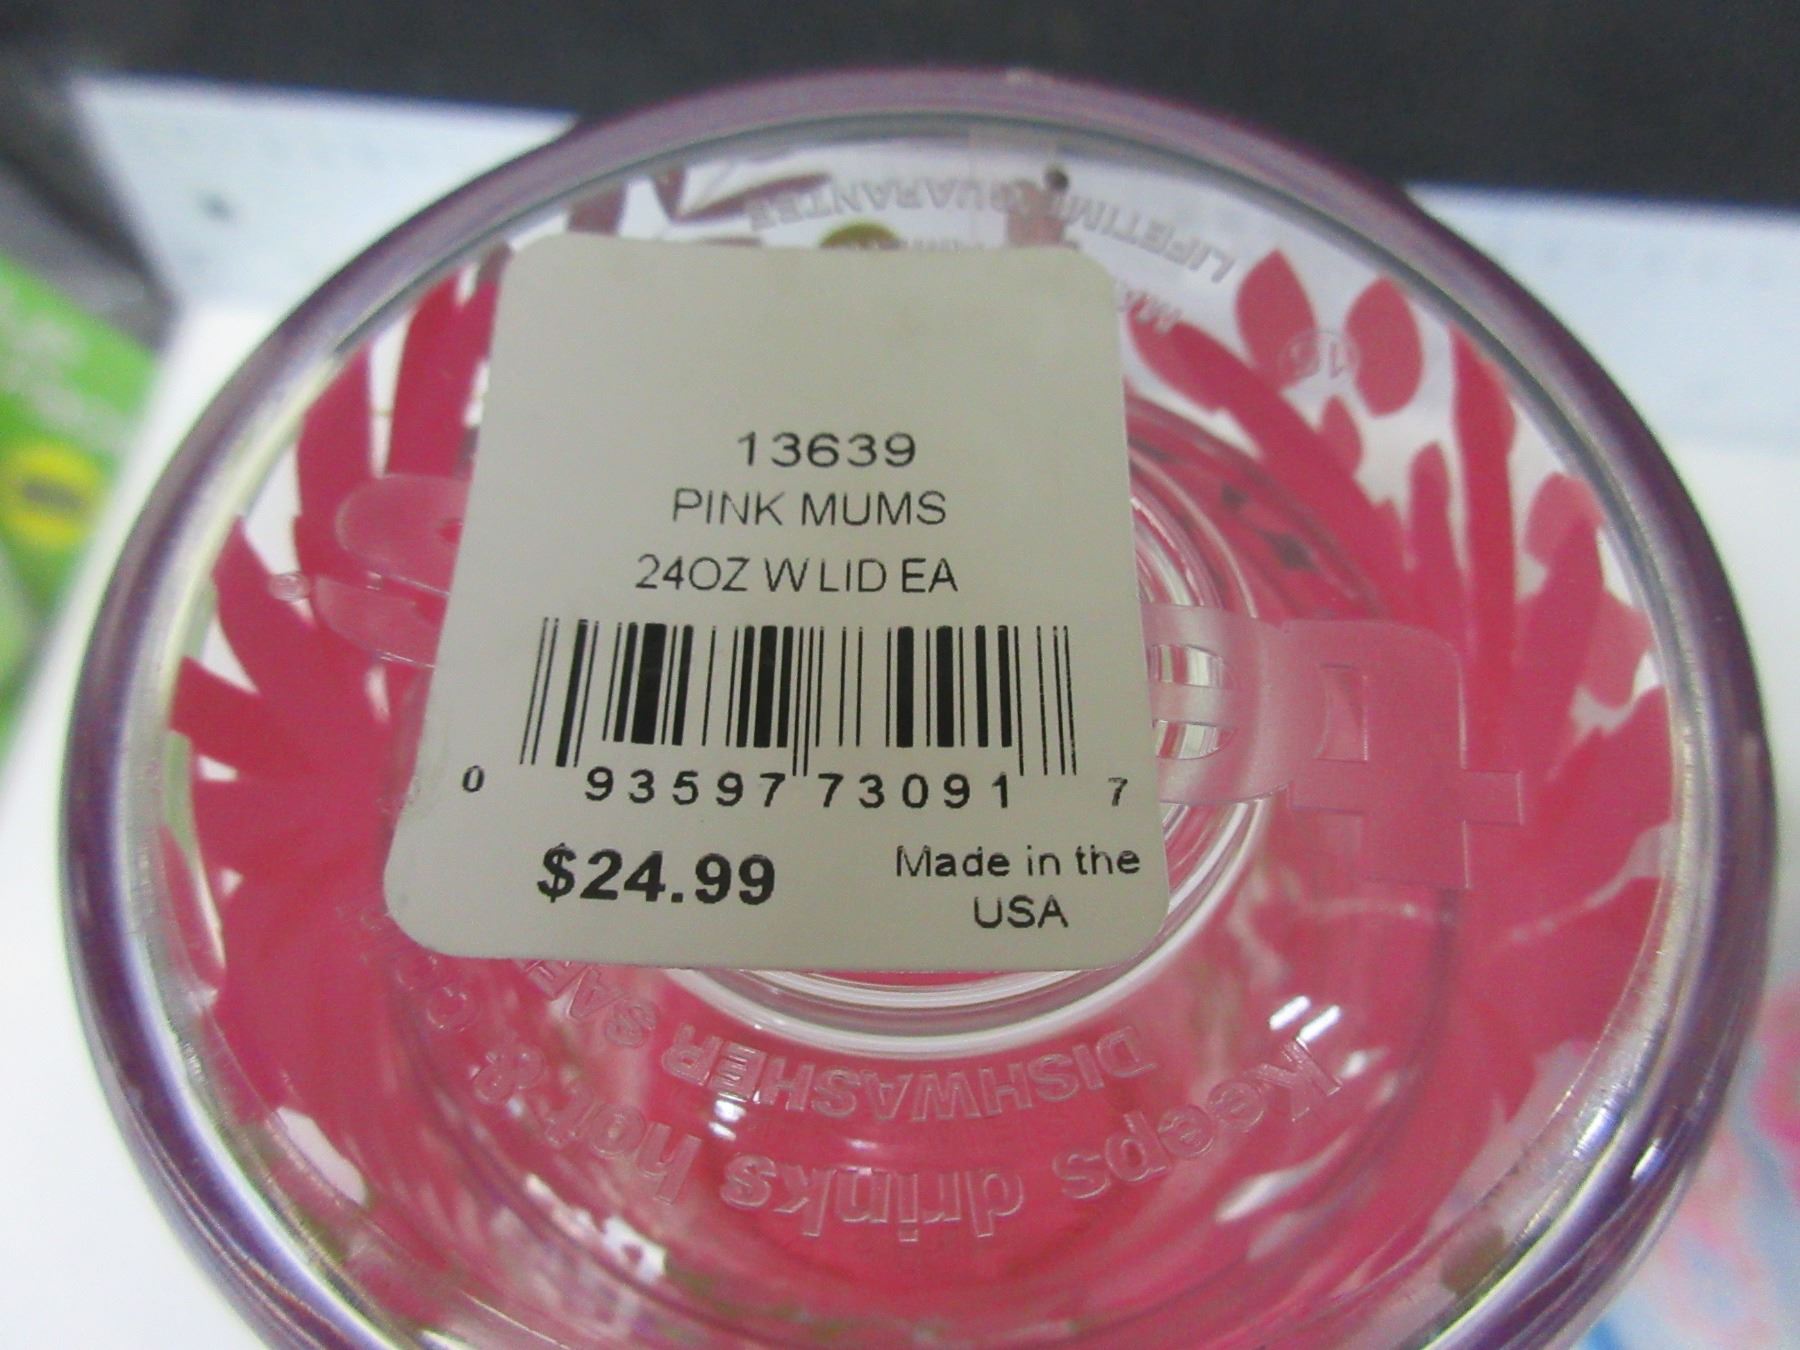 13639
PINK MUMS
24OZ W LID EA
0 93597 73091 7
$24.99
Made in the
USA
LIFETIME GUARANTEE
Keeps drinks hot &
DISHWASHER SAFE